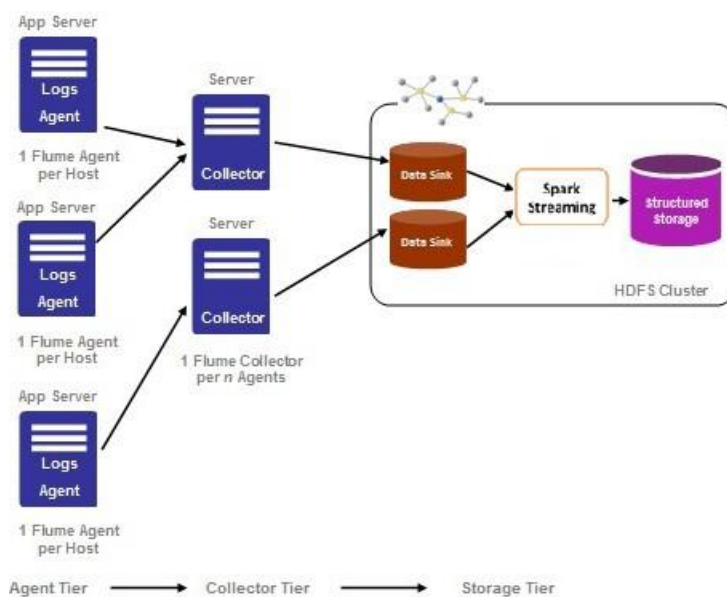 App Server
Logs
Agent
1 Flume Agent
per Host
App Server
Logs
Agent
1 Flume Agent
per Host
App Server
Logs
Agent
1 Flume Agent
per Host
Server
Collector
Server
Collector
1 Flume Collector
per n Agents
Data Sink
Data Sink
Spark
Streaming
Structured
Storage
HDFS Cluster
Agent Tier
Collector Tier
Storage Tier